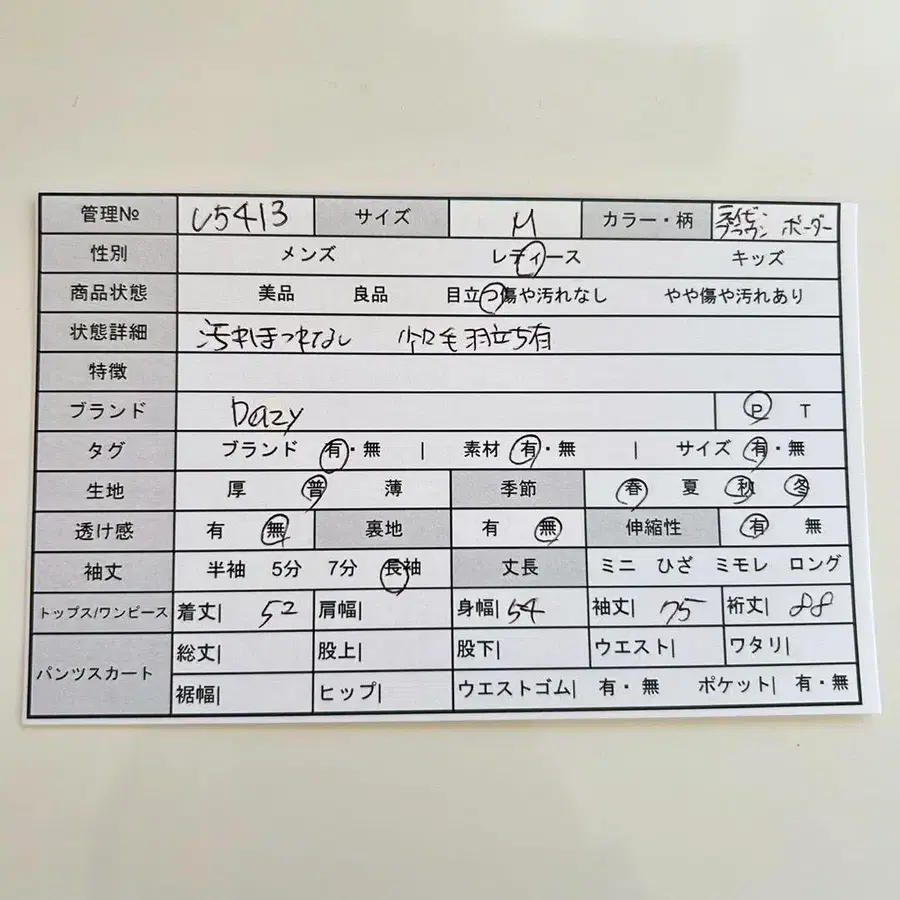 管理№ U5413 サイズ M カラー・柄 ボーダー
性別 メンズ レディース キッズ
商品状態 美品 良品 目立つ傷や汚れなし やや傷や汚れあり
状態詳細 汚れほつれなし 少々毛羽立ち有
特徴
ブランド Dazy P T
タグ ブランド 有・無 | 素材 有・無 | サイズ 有・無
生地 厚 普 薄 季節 春 夏 秋 冬
透け感 有 無 裏地 有 無 伸縮性 有 無
袖丈 半袖 5分 7分 長袖 丈長 ミニ ひざ ミモレ ロング
トップス/ワンピース 着丈| 52 肩幅| 身幅| 54 袖丈| 75 裄丈| 88
パンツスカート
総丈| 股上| 股下| ウエスト| ワタリ|
裾幅| ヒップ| ウエストゴム| 有・無 ポケット| 有・無